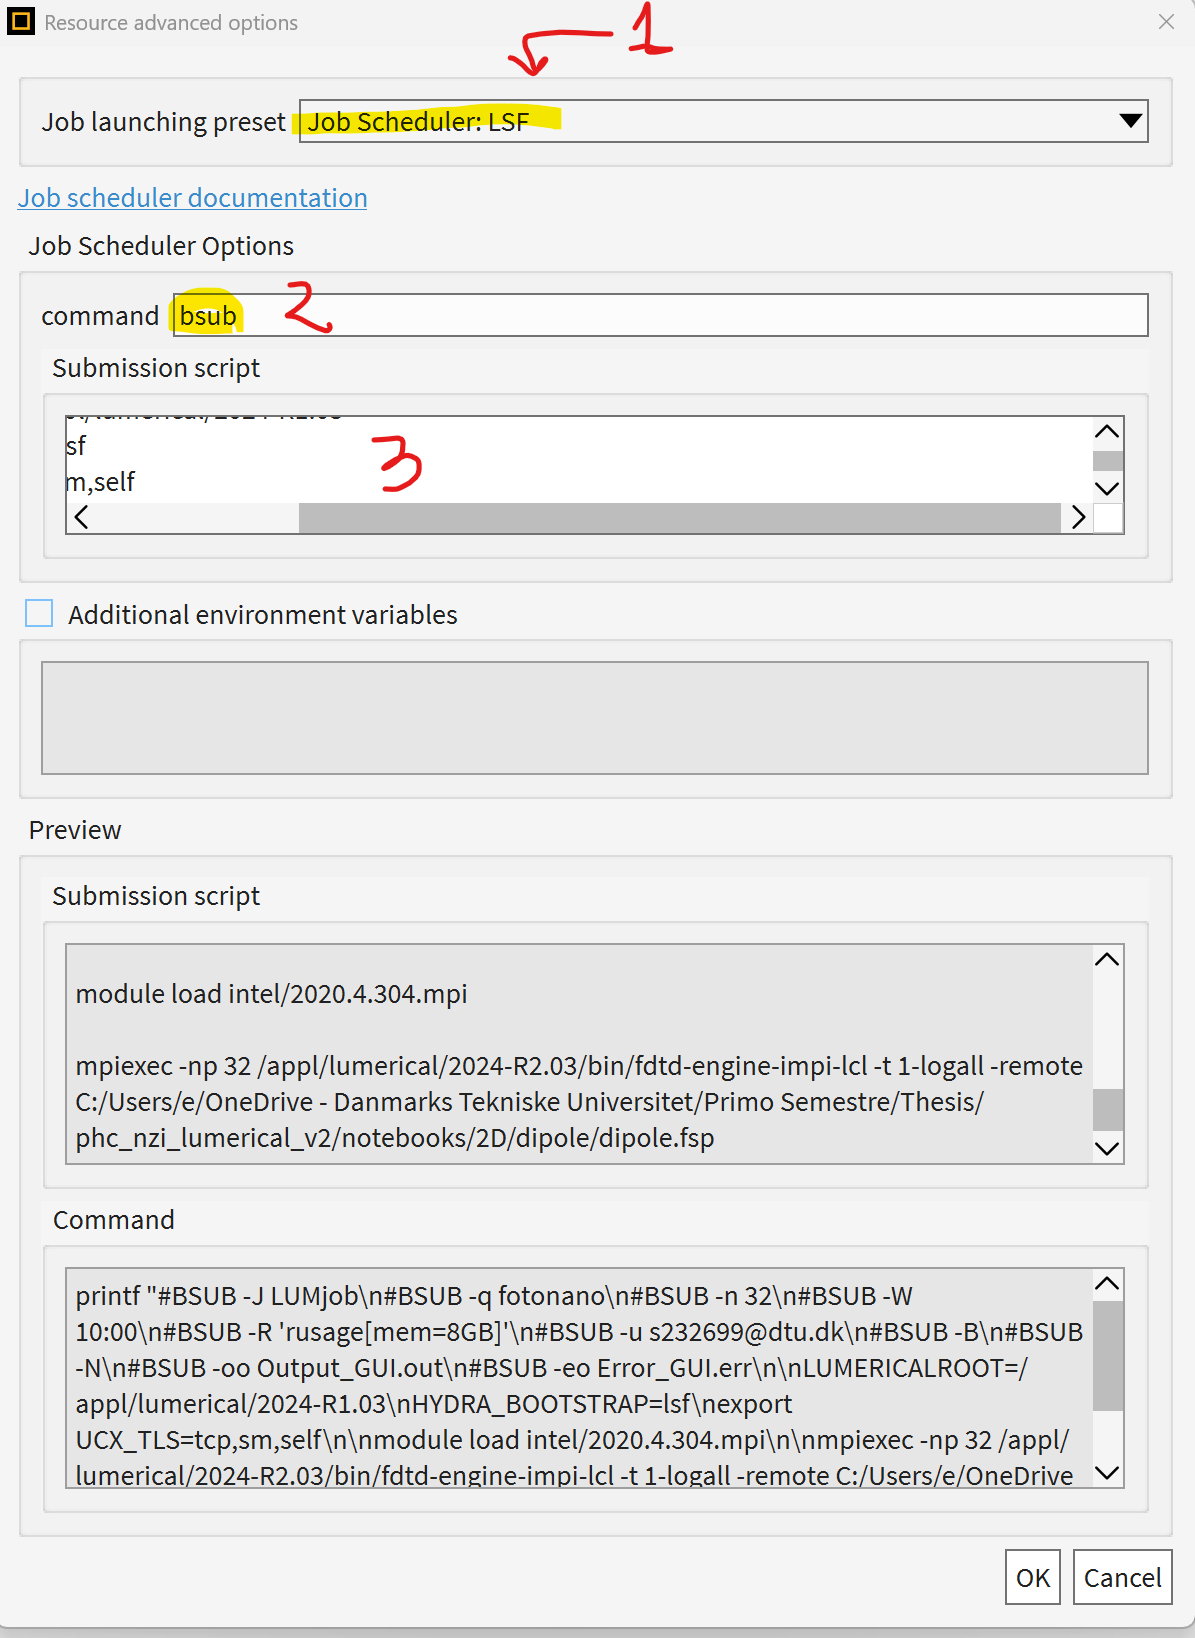 Resource advanced options
1
Job launching preset Job Scheduler: LSF
Job scheduler documentation
Job Scheduler Options
command bsub 2
Submission script
sf
3
m,self
Additional environment variables
Preview
Submission script
module load intel/2020.4.304.mpi
mpiexec -np 32 /appl/lumerical/2024-R2.03/bin/fdtd-engine-impi-lcl -t 1-logall -remote
C:/Users/e/OneDrive - Danmarks Tekniske Universitet/Primo Semestre/Thesis/
phc_nzi_lumerical_v2/notebooks/2D/dipole/dipole.fsp
Command
printf "#BSUB -J LUMjob\n#BSUB -q fotonano\n#BSUB -n 32\n#BSUB -W
10:00\n#BSUB -R 'rusage[mem=8GB]'\n#BSUB -u s232699@dtu.dk\n#BSUB -B\n#BSUB
-N\n#BSUB -oo Output_GUI.out\n#BSUB -eo Error_GUI.err\n\nLUMERICALROOT=/
appl/lumerical/2024-R1.03\nHYDRA_BOOTSTRAP=lsf\nexport
UCX_TLS=tcp,sm,self\n\nmodule load intel/2020.4.304.mpi\n\nmpiexec -np 32 /appl/
lumerical/2024-R2.03/bin/fdtd-engine-impi-lcl -t 1-logall -remote C:/Users/e/OneDrive
OK Cancel